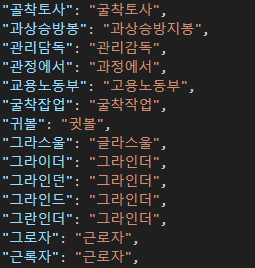 "골착토사": "굴착토사",
"과상승방봉": "과상승방지봉",
"관리담독": "관리감독",
"관정에서": "과정에서",
"교용노동부": "고용노동부",
"굴착잡업": "굴착작업",
"귀볼": "귓볼",
"그라스울": "글라스울",
"그라이더": "그라인더",
"그라인던": "그라인더",
"그라인드": "그라인더",
"그란인더": "그라인더",
"그로자": "근로자",
"근록자": "근로자",